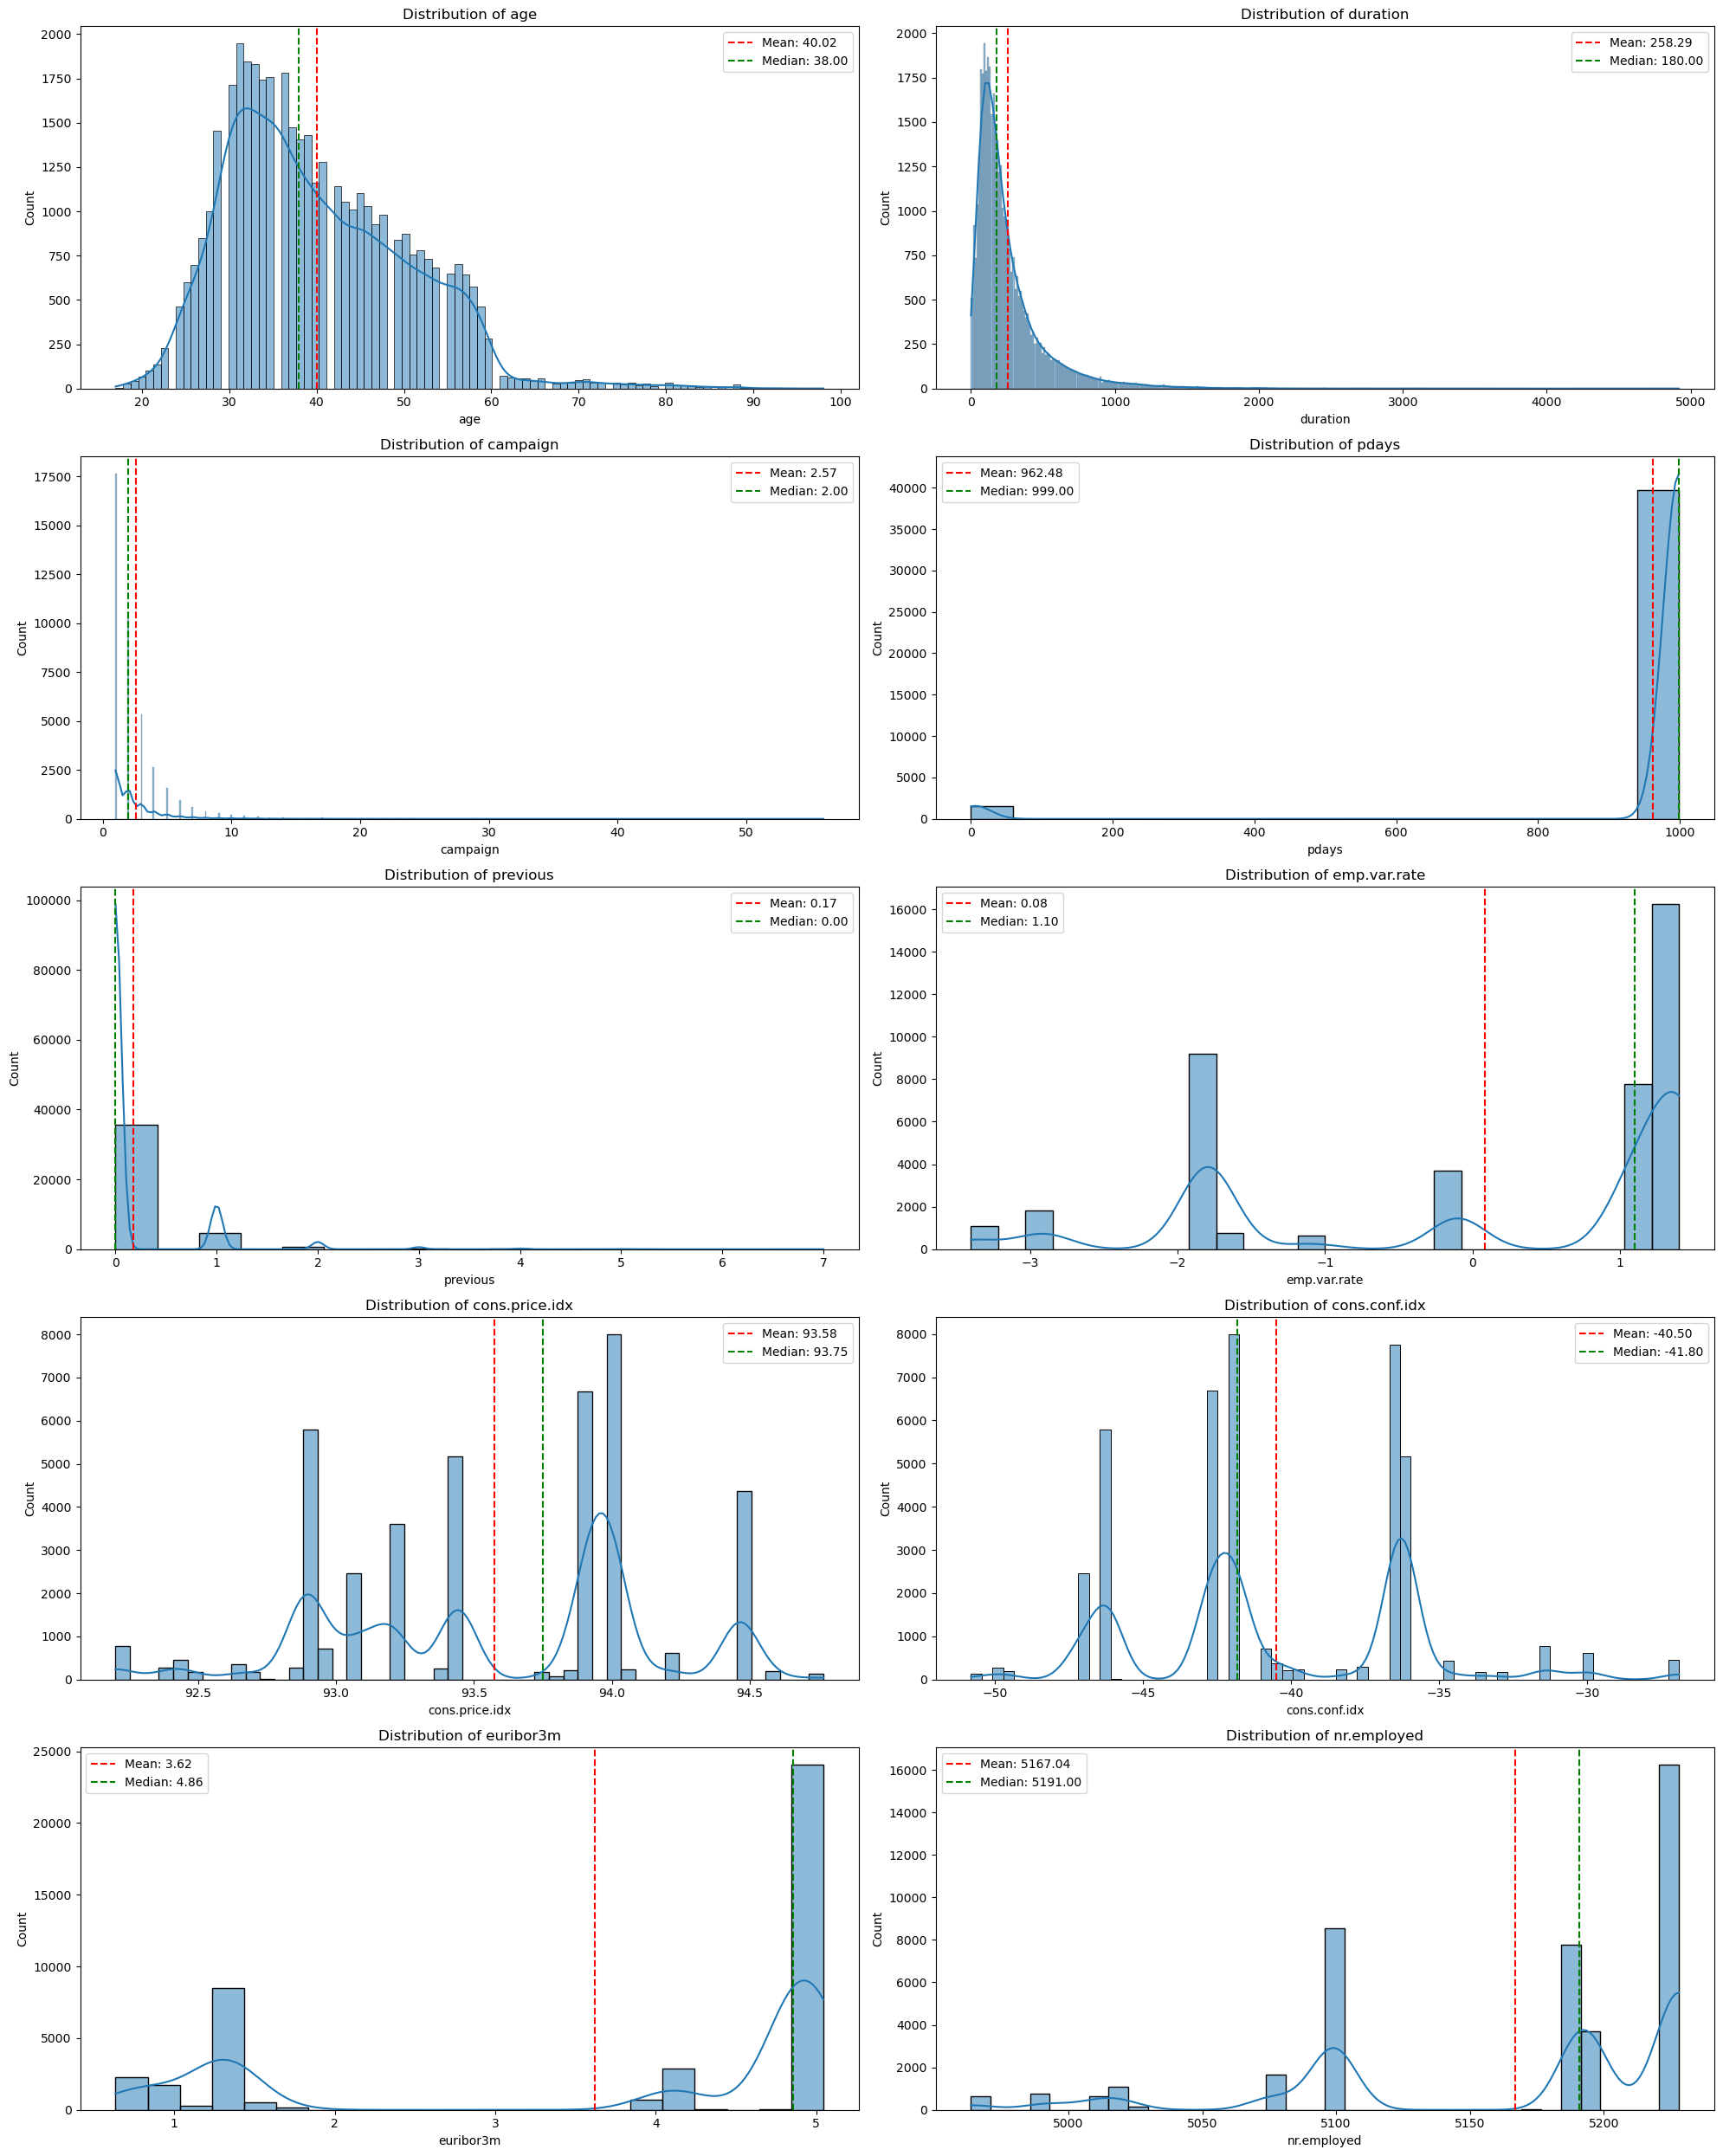 Distribution of age
Mean: 40.02
Median: 38.00
2000
1750
1500
1250
1000
750
500
250
0
Count
20 30 40 50 60 70 80 90 100
age
Distribution of duration
Mean: 258.29
Median: 180.00
2000
1750
1500
1250
1000
750
500
250
0
Count
0 1000 2000 3000 4000 5000
duration
Distribution of campaign
Mean: 2.57
Median: 2.00
17500
15000
12500
10000
7500
5000
2500
0
Count
0 10 20 30 40 50
campaign
Distribution of pdays
Mean: 962.48
Median: 999.00
40000
35000
30000
25000
20000
15000
10000
5000
0
Count
0 200 400 600 800 1000
pdays
Distribution of previous
Mean: 0.17
Median: 0.00
100000
80000
60000
40000
20000
0
Count
0 1 2 3 4 5 6 7
previous
Distribution of emp.var.rate
Mean: 0.08
Median: 1.10
16000
14000
12000
10000
8000
6000
4000
2000
0
Count
−3 −2 −1 0 1
emp.var.rate
Distribution of cons.price.idx
Mean: 93.58
Median: 93.75
8000
7000
6000
5000
4000
3000
2000
1000
0
Count
92.5 93.0 93.5 94.0 94.5
cons.price.idx
Distribution of cons.conf.idx
Mean: -40.50
Median: -41.80
8000
7000
6000
5000
4000
3000
2000
1000
0
Count
−50 −45 −40 −35 −30
cons.conf.idx
Distribution of euribor3m
Mean: 3.62
Median: 4.86
25000
20000
15000
10000
5000
0
Count
1 2 3 4 5
euribor3m
Distribution of nr.employed
Mean: 5167.04
Median: 5191.00
16000
14000
12000
10000
8000
6000
4000
2000
0
Count
5000 5050 5100 5150 5200
nr.employed